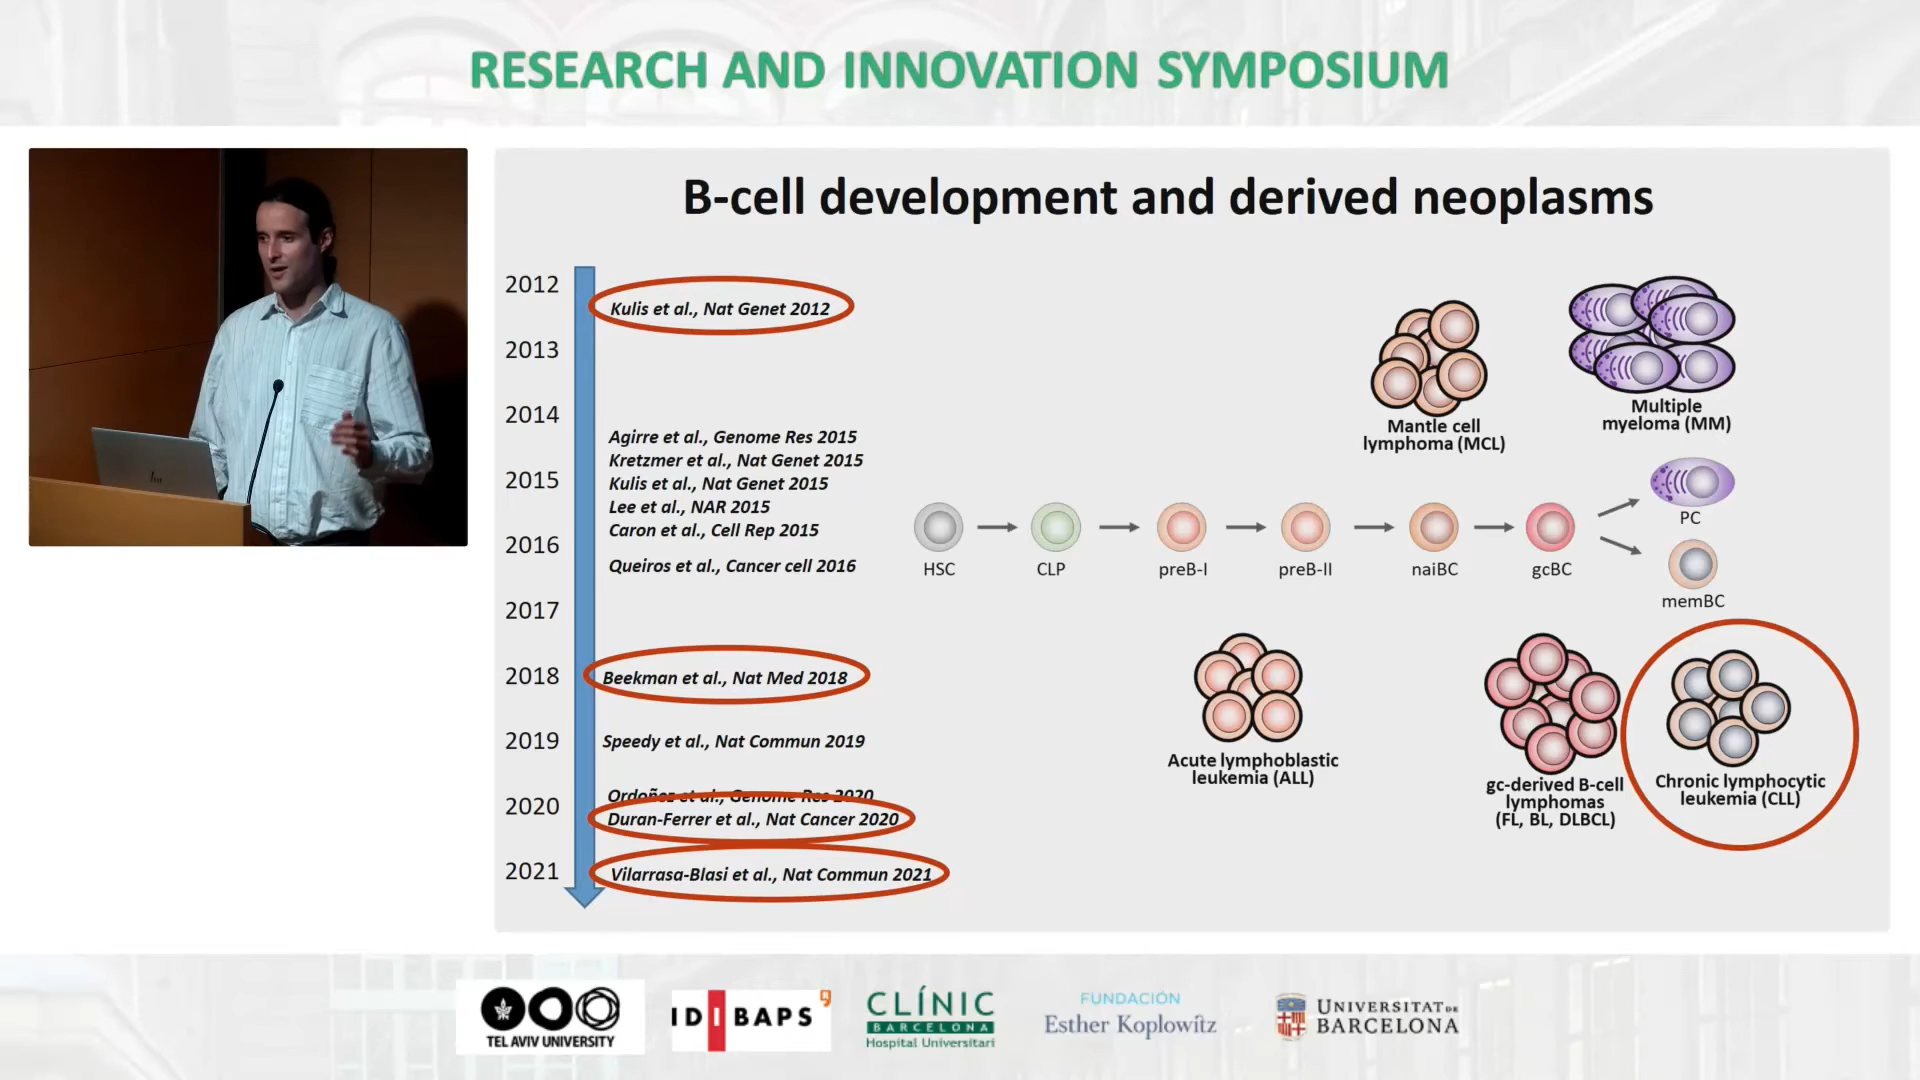 RESEARCH AND INNOVATION SYMPOSIUM
B-cell development and derived neoplasms
2012
Kulis et al., Nat Genet 2012
2013
2014
Agirre et al., Genome Res 2015
Kretzmer et al., Nat Genet 2015
2015
Kulis et al., Nat Genet 2015
Lee et al., NAR 2015
Caron et al., Cell Rep 2015
2016
Queiros et al., Cancer cell 2016
2017
2018
Beekman et al., Nat Med 2018
2019
Speedy et al., Nat Commun 2019
Ordoñez et al., Genome Res 2020
2020
Duran-Ferrer et al., Nat Cancer 2020
2021
Vilarrasa-Blasi et al., Nat Commun 2021
Mantle cell
lymphoma (MCL)
Multiple
myeloma (MM)
HSC
CLP
preB-I
preB-II
naiBC
gcBC
PC
memBC
Acute lymphoblastic
leukemia (ALL)
gc-derived B-cell
lymphomas
(FL, BL, DLBCL)
Chronic lymphocytic
leukemia (CLL)
TEL AVIV UNIVERSITY
IDIBAPS
CLÍNIC
BARCELONA
Hospital Universitari
FUNDACIÓN
Esther Koplowitz
UNIVERSITAT DE
BARCELONA